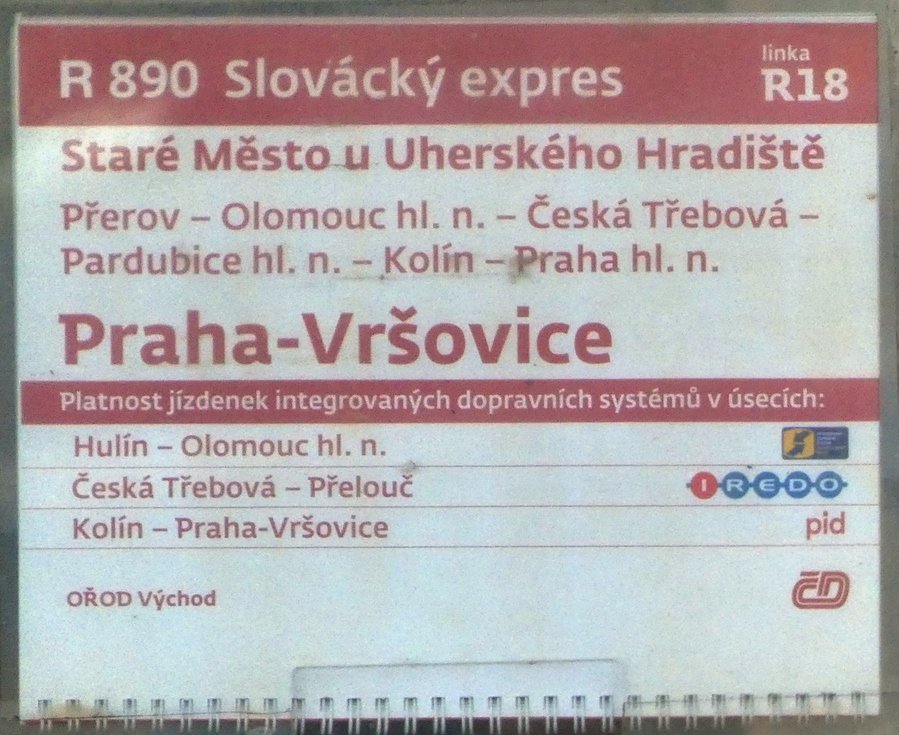 R 890 Slovácký expres
linka
R18
Staré Město u Uherského Hradiště
Přerov – Olomouc hl. n. – Česká Třebová –
Pardubice hl. n. – Kolín – Praha hl. n.
Praha-Vršovice
Platnost jízdenek integrovaných dopravních systémů v úsecích:
Hulín – Olomouc hl. n.
Česká Třebová – Přelouč IREDO
Kolín – Praha-Vršovice pid
OŘOD Východ ČD